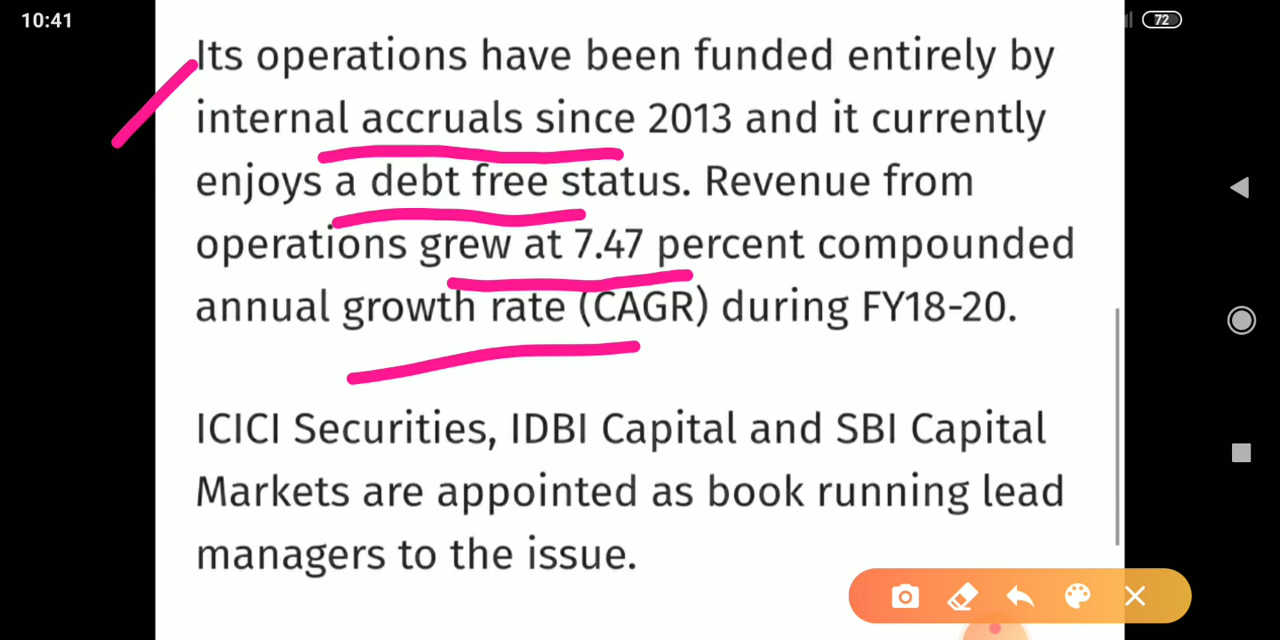 10:41
72
Its operations have been funded entirely by
internal accruals since 2013 and it currently
enjoys a debt free status. Revenue from
operations grew at 7.47 percent compounded
annual growth rate (CAGR) during FY18-20.
ICICI Securities, IDBI Capital and SBI Capital
Markets are appointed as book running lead
managers to the issue.